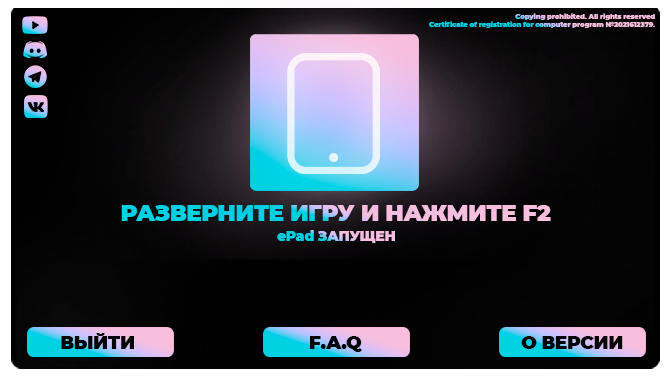 Copying prohibited. All rights reserved
Certificate of registration for computer program №2021612379.
РАЗВЕРНИТЕ ИГРУ И НАЖМИТЕ F2
ePad ЗАПУЩЕН
ВЫЙТИ
F.A.Q
О ВЕРСИИ